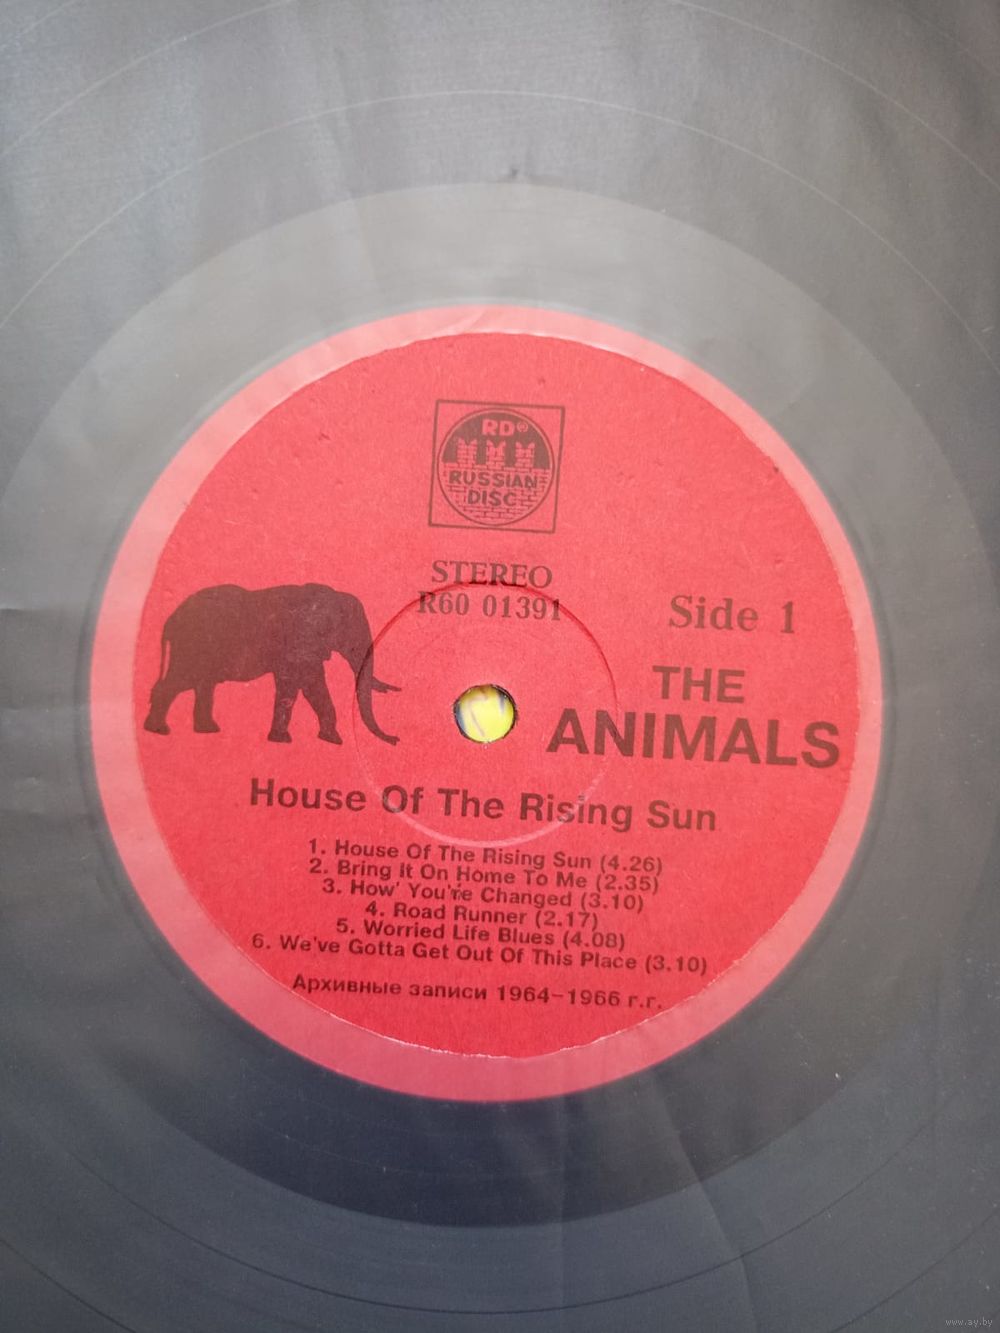 RD®
RUSSIAN
DISC
STEREO
R60 01391
Side 1
THE
ANIMALS
House Of The Rising Sun
1. House Of The Rising Sun (4.26)
2. Bring It On Home To Me (2.35)
3. How' You're Changed (3.10)
4. Road Runner (2.17)
5. Worried Life Blues (4.08)
6. We've Gotta Get Out Of This Place (3.10)
Архивные записи 1964-1966 г.г.
www.ay.by